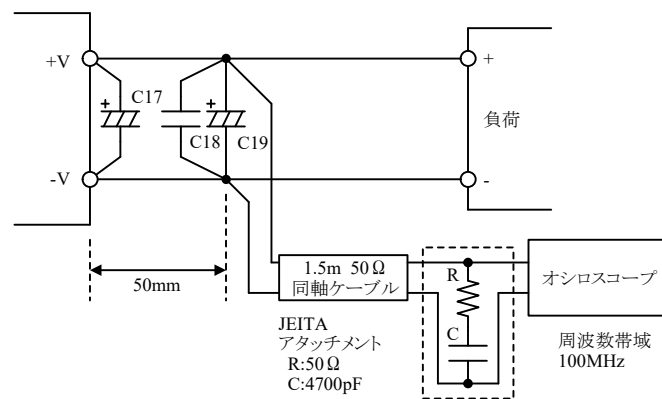 +V
-V
+
C17
C18
+
C19
+
負荷
-
50mm
1.5m 50Ω
同軸ケーブル
JEITA
アタッチメント
R:50Ω
C:4700pF
R
C
オシロスコープ
周波数帯域
100MHz